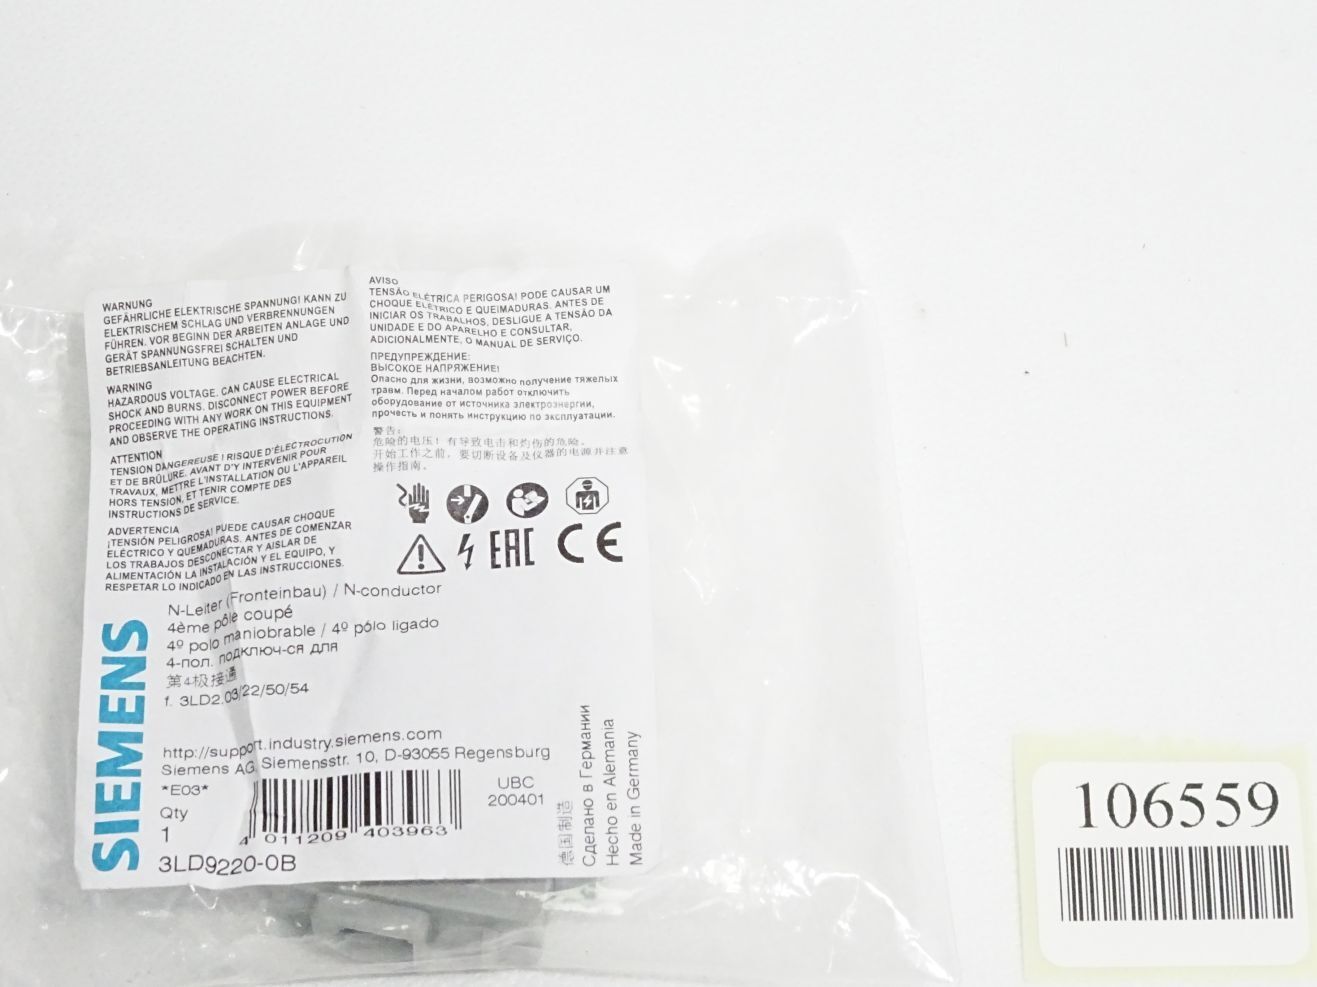 WARNUNG
GEFÄHRLICHE ELEKTRISCHE SPANNUNG! KANN ZU
ELEKTRISCHEM SCHLAG UND VERBRENNUNGEN
FÜHREN. VOR BEGINN DER ARBEITEN ANLAGE UND
GERÄT SPANNUNGSFREI SCHALTEN UND
BETRIEBSANLEITUNG BEACHTEN.
WARNING
HAZARDOUS VOLTAGE. CAN CAUSE ELECTRICAL
SHOCK AND BURNS. DISCONNECT POWER BEFORE
PROCEEDING WITH ANY WORK ON THIS EQUIPMENT
AND OBSERVE THE OPERATING INSTRUCTIONS.
ATTENTION
TENSION DANGEREUSE ! RISQUE D'ÉLECTROCUTION
ET DE BRÛLURE. AVANT D'Y INTERVENIR POUR
TRAVAUX, METTRE L'INSTALLATION OU L'APPAREIL
HORS TENSION, ET TENIR COMPTE DES
INSTRUCTIONS DE SERVICE.
ADVERTENCIA
¡TENSIÓN PELIGROSA! PUEDE CAUSAR CHOQUE
ELÉCTRICO Y QUEMADURAS. ANTES DE COMENZAR
LOS TRABAJOS DESCONECTAR Y AISLAR DE
ALIMENTACIÓN LA INSTALACIÓN Y EL EQUIPO, Y
RESPETAR LO INDICADO EN LAS INSTRUCCIONES.
AVISO
TENSÃO ELÉTRICA PERIGOSA! PODE CAUSAR UM
CHOQUE ELÉTRICO E QUEIMADURAS. ANTES DE
INICIAR OS TRABALHOS, DESLIGUE A TENSÃO DA
UNIDADE E DO APARELHO E CONSULTAR,
ADICIONALMENTE, O MANUAL DE SERVIÇO.
ПРЕДУПРЕЖДЕНИЕ:
ВЫСОКОЕ НАПРЯЖЕНИЕ!
Опасно для жизни, возможно получение тяжелых
травм. Перед началом работ отключить
оборудование от источника электроэнергии,
прочесть и понять инструкцию по эксплуатации.
警告:
危险的电压! 有导致电击和灼伤的危险。
开始工作之前, 要切断设备及仪器的电源并注意
操作指南。
EAC CE
SIEMENS
N-Leiter (Fronteinbau) / N-conductor
4ème pôle coupé
4º polo maniobrable / 4º pólo ligado
4-пол. подключ-ся для
第4极接通
f. 3LD2.03/22/50/54
http://support.industry.siemens.com
Siemens AG, Siemensstr. 10, D-93055 Regensburg
*E03*
Qty
1
UBC
200401
4 011209 403963
3LD9220-0B
德国制造
Сделано в Германии
Hecho en Alemania
Made in Germany
106559